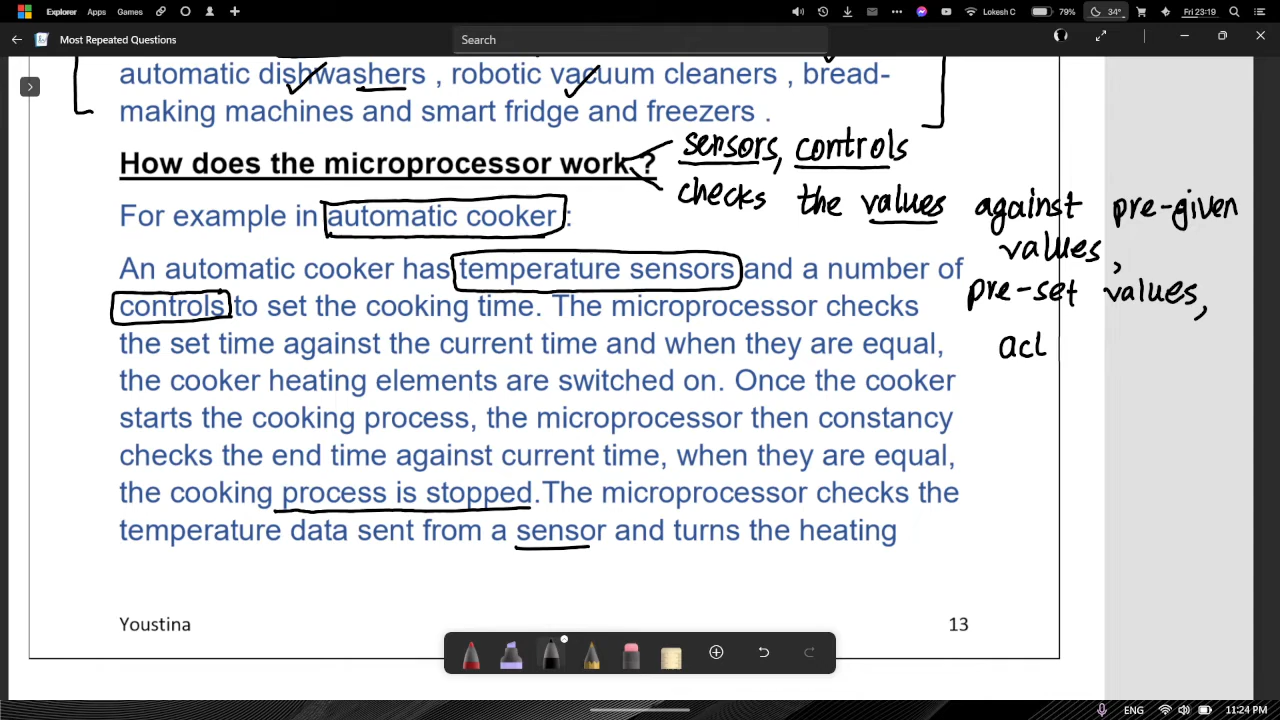 Explorer Apps Games Lokesh C 79% 34° Fri 23:19
Most Repeated Questions Search
automatic dishwashers , robotic vacuum cleaners , bread-
making machines and smart fridge and freezers .
How does the microprocessor work ? sensors, controls
checks the values against pre-given
values,
For example in automatic cooker :
An automatic cooker has temperature sensors and a number of
pre-set values,
controls to set the cooking time. The microprocessor checks
act
the set time against the current time and when they are equal,
the cooker heating elements are switched on. Once the cooker
starts the cooking process, the microprocessor then constancy
checks the end time against current time, when they are equal,
the cooking process is stopped.The microprocessor checks the
temperature data sent from a sensor and turns the heating
Youstina 13
ENG 11:24 PM